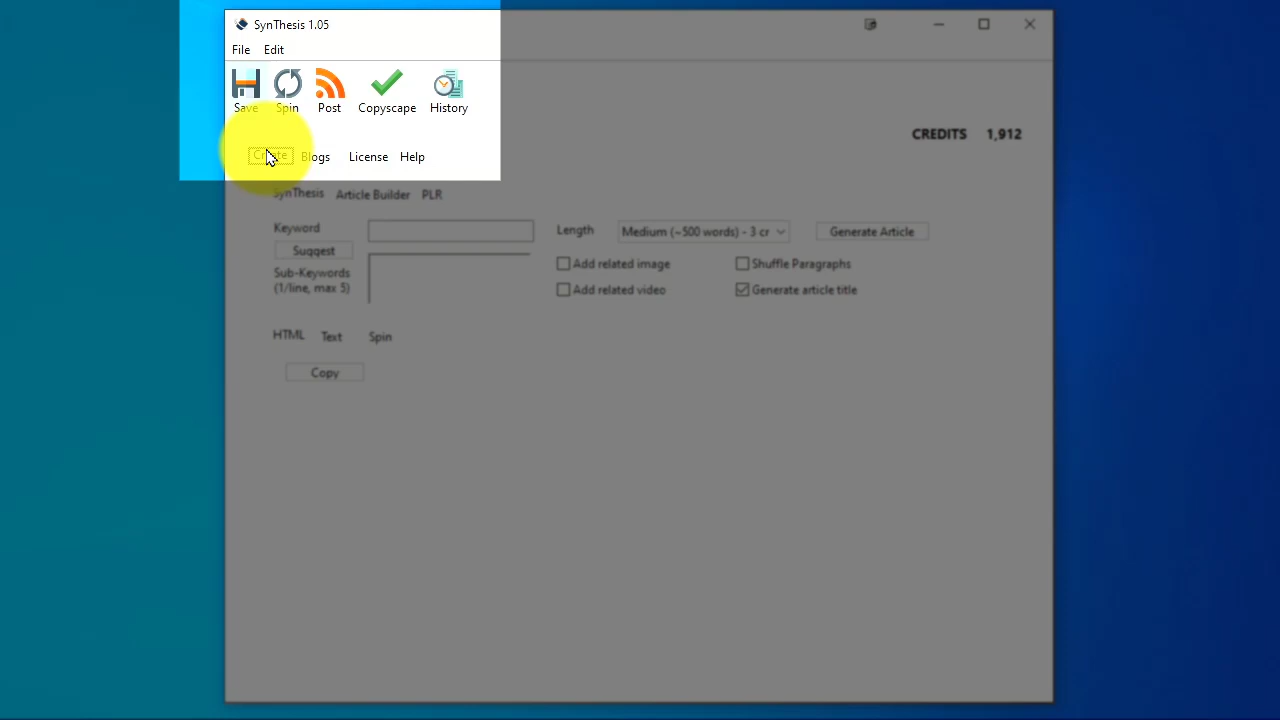 SynThesis 1.05
File Edit
Save Spin Post Copyscape History
CREDITS 1,912
Create Blogs License Help
SynThesis Article Builder PLR
Keyword Length Medium (~500 words) - 3 cr Generate Article
Suggest
Add related image Shuffle Paragraphs
Sub-Keywords
(1/line, max 5)
Add related video Generate article title
HTML Text Spin
Copy